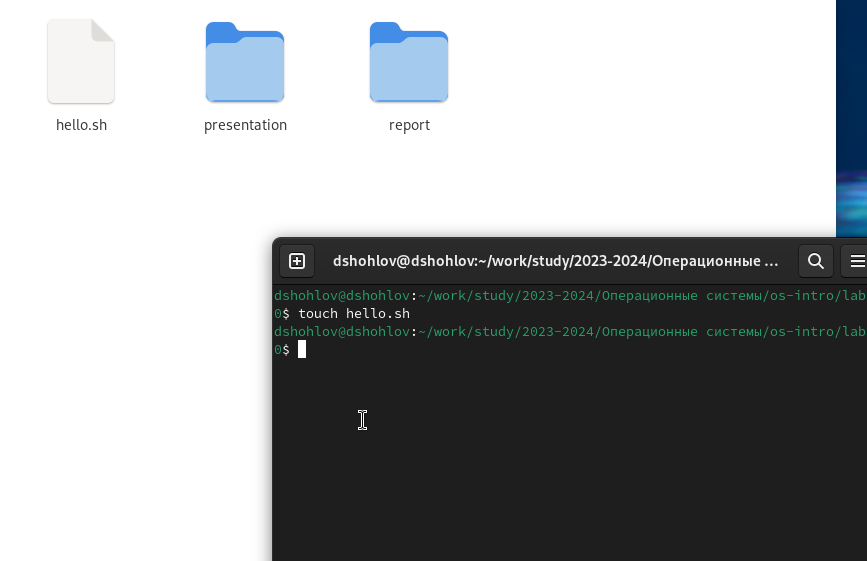 hello.sh presentation report
dshohlov@dshohlov:~/work/study/2023-2024/Операционные ...
dshohlov@dshohlov:~/work/study/2023-2024/Операционные системы/os-intro/lab
0$ touch hello.sh
dshohlov@dshohlov:~/work/study/2023-2024/Операционные системы/os-intro/lab
0$